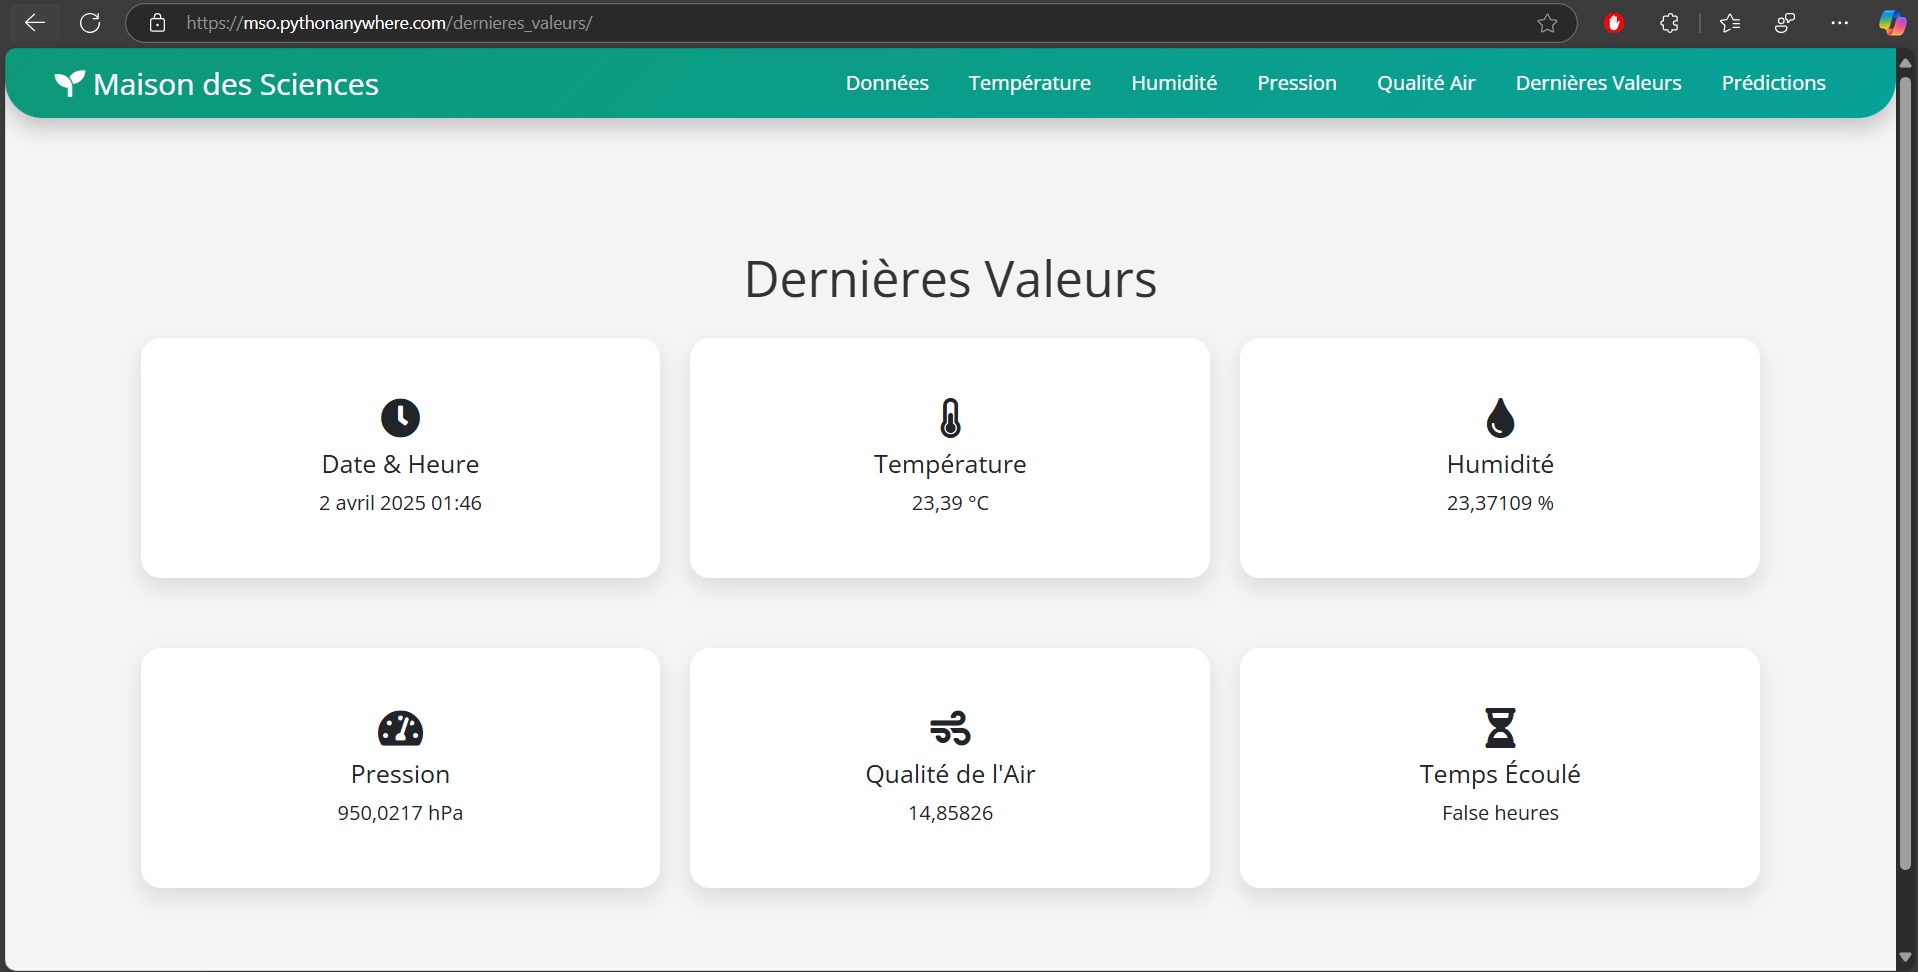 https://mso.pythonanywhere.com/dernieres_valeurs/
Maison des Sciences
Données
Température
Humidité
Pression
Qualité Air
Dernières Valeurs
Prédictions
Dernières Valeurs
Date & Heure
2 avril 2025 01:46
Température
23,39 °C
Humidité
23,37109 %
Pression
950,0217 hPa
Qualité de l'Air
14,85826
Temps Écoulé
False heures